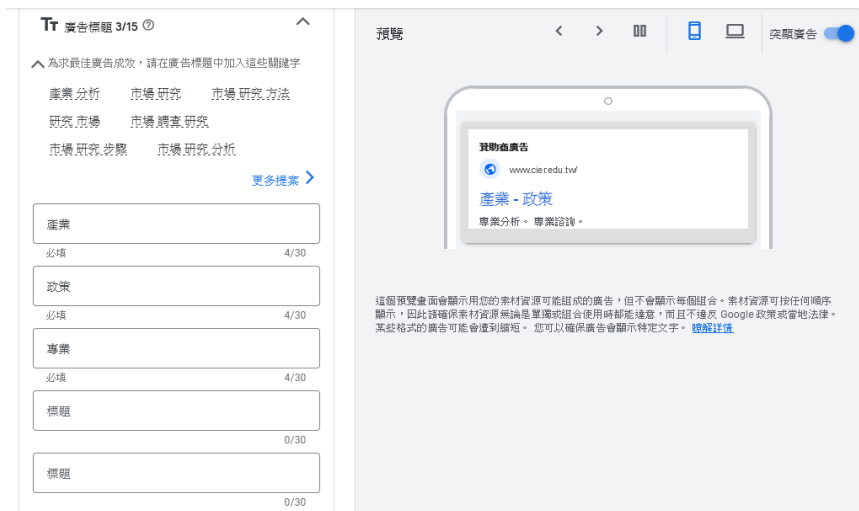 TT 廣告標題 3/15
為求最佳廣告成效，請在廣告標題中加入這些關鍵字
產業 分析 市場 研究 市場 研究 方法
研究 市場 市場 調查 研究
市場 研究 步驟 市場 研究 分析
更多提案
產業
必填 4/30
政策
必填 4/30
專業
必填 4/30
標題
0/30
標題
0/30
預覽
突顯廣告
贊助商廣告
www.cier.edu.tw/
產業 - 政策
專業分析。專業諮詢。
這個預覽畫面會顯示用您的素材資源可能組成的廣告，但不會顯示每個組合。素材資源可按任何順序
顯示，因此請確保素材資源無論是單獨或組合使用時都能達意，而且不違反 Google 政策或當地法律。
某些格式的廣告可能會遭到縮短。您可以確保廣告會顯示特定文字。瞭解詳情